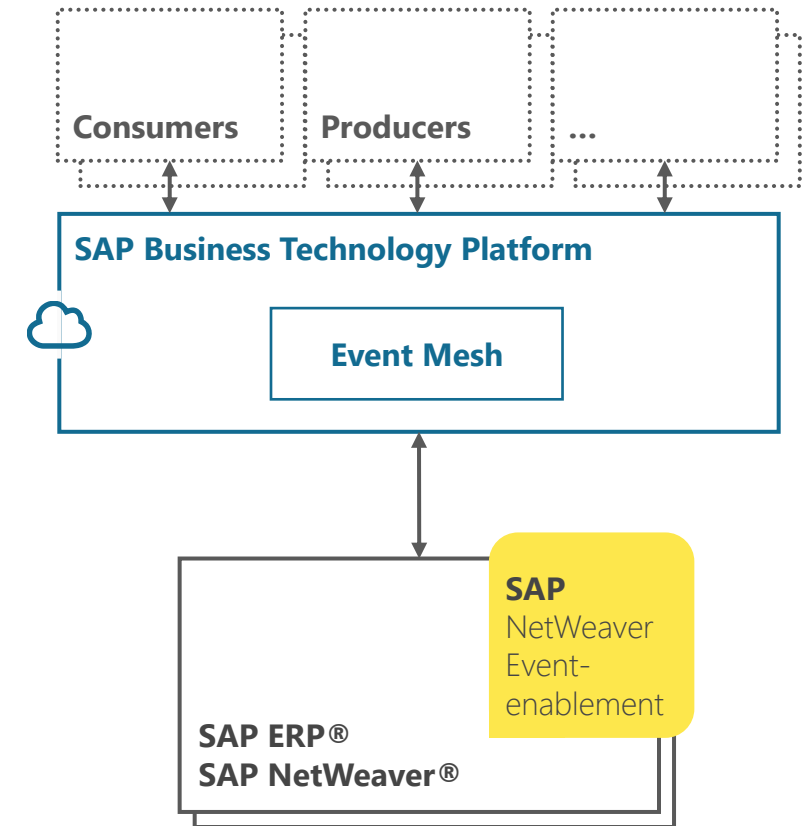 Consumers
Producers
...
SAP Business Technology Platform
Event Mesh
SAP
NetWeaver
Event-
enablement
SAP ERP®
SAP NetWeaver®